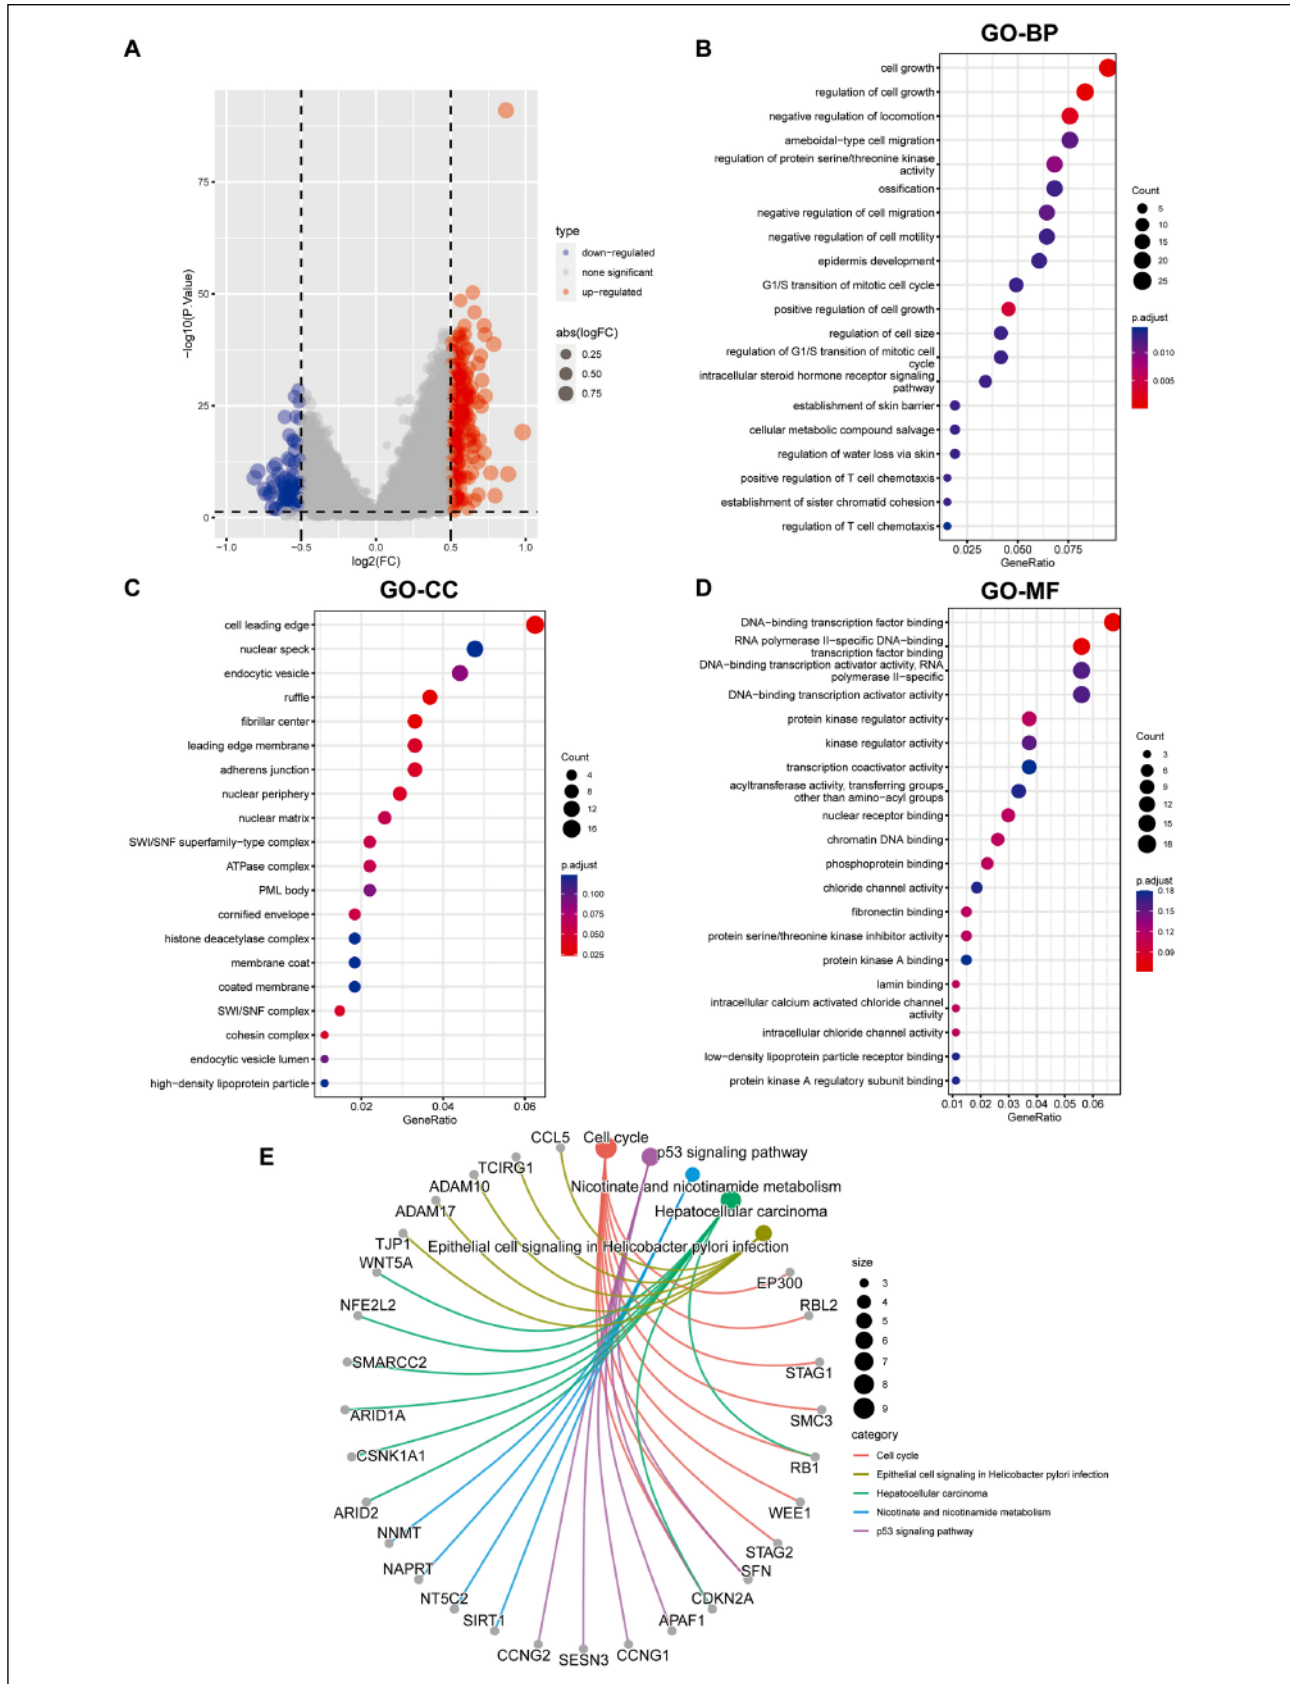 A
75
50
25
0
−log10(P.Value)
−1.0
−0.5
0.0
0.5
1.0
log2(FC)
type
down−regulated
none significant
up−regulated
abs(logFC)
0.25
0.50
0.75
B
GO-BP
cell growth
regulation of cell growth
negative regulation of locomotion
ameboidal−type cell migration
regulation of protein serine/threonine kinase
activity
ossification
negative regulation of cell migration
negative regulation of cell motility
epidermis development
G1/S transition of mitotic cell cycle
positive regulation of cell growth
regulation of cell size
regulation of G1/S transition of mitotic cell
cycle
intracellular steroid hormone receptor signaling
pathway
establishment of skin barrier
cellular metabolic compound salvage
regulation of water loss via skin
positive regulation of T cell chemotaxis
establishment of sister chromatid cohesion
regulation of T cell chemotaxis
0.025
0.050
0.075
GeneRatio
Count
5
10
15
20
25
p.adjust
0.010
0.005
C
GO-CC
cell leading edge
nuclear speck
endocytic vesicle
ruffle
fibrillar center
leading edge membrane
adherens junction
nuclear periphery
nuclear matrix
SWI/SNF superfamily−type complex
ATPase complex
PML body
cornified envelope
histone deacetylase complex
membrane coat
coated membrane
SWI/SNF complex
cohesin complex
endocytic vesicle lumen
high−density lipoprotein particle
0.02
0.04
0.06
GeneRatio
Count
4
8
12
16
p.adjust
0.100
0.075
0.050
0.025
D
GO-MF
DNA−binding transcription factor binding
RNA polymerase II−specific DNA−binding
transcription factor binding
DNA−binding transcription activator activity, RNA
polymerase II−specific
DNA−binding transcription activator activity
protein kinase regulator activity
kinase regulator activity
transcription coactivator activity
acyltransferase activity, transferring groups
other than amino−acyl groups
nuclear receptor binding
chromatin DNA binding
phosphoprotein binding
chloride channel activity
fibronectin binding
protein serine/threonine kinase inhibitor activity
protein kinase A binding
lamin binding
intracellular calcium activated chloride channel
activity
intracellular chloride channel activity
low−density lipoprotein particle receptor binding
protein kinase A regulatory subunit binding
0.01
0.02
0.03
0.04
0.05
0.06
GeneRatio
Count
3
6
9
12
15
18
p.adjust
0.18
0.15
0.12
0.09
E
Cell cycle
p53 signaling pathway
Nicotinate and nicotinamide metabolism
Hepatocellular carcinoma
Epithelial cell signaling in Helicobacter pylori infection
CCL5
TCIRG1
ADAM10
ADAM17
TJP1
WNT5A
NFE2L2
SMARCC2
ARID1A
CSNK1A1
ARID2
NNMT
NAPRT
NT5C2
SIRT1
CCNG2
SESN3
CCNG1
APAF1
CDKN2A
SFN
STAG2
WEE1
RB1
SMC3
STAG1
RBL2
EP300
size
3
4
5
6
7
8
9
category
Cell cycle
Epithelial cell signaling in Helicobacter pylori infection
Hepatocellular carcinoma
Nicotinate and nicotinamide metabolism
p53 signaling pathway